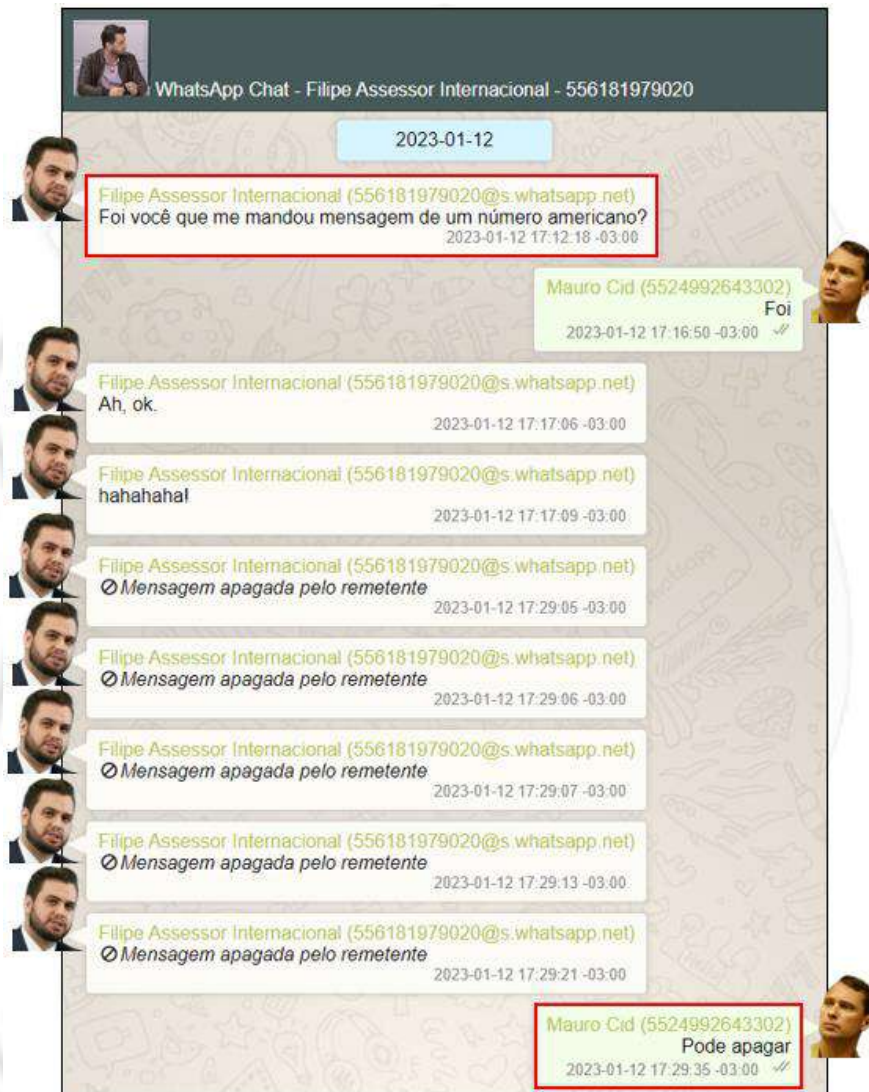 WhatsApp Chat - Filipe Assessor Internacional - 556181979020
2023-01-12
Filipe Assessor Internacional (556181979020@s.whatsapp.net)
Foi você que me mandou mensagem de um número americano?
2023-01-12 17:12:18 -03:00
Mauro Cid (5524992643302)
Foi
2023-01-12 17:16:50 -03:00
Filipe Assessor Internacional (556181979020@s.whatsapp.net)
Ah, ok.
2023-01-12 17:17:06 -03:00
Filipe Assessor Internacional (556181979020@s.whatsapp.net)
hahahaha!
2023-01-12 17:17:09 -03:00
Filipe Assessor Internacional (556181979020@s.whatsapp.net)
Mensagem apagada pelo remetente
2023-01-12 17:29:05 -03:00
Filipe Assessor Internacional (556181979020@s.whatsapp.net)
Mensagem apagada pelo remetente
2023-01-12 17:29:06 -03:00
Filipe Assessor Internacional (556181979020@s.whatsapp.net)
Mensagem apagada pelo remetente
2023-01-12 17:29:07 -03:00
Filipe Assessor Internacional (556181979020@s.whatsapp.net)
Mensagem apagada pelo remetente
2023-01-12 17:29:13 -03:00
Filipe Assessor Internacional (556181979020@s.whatsapp.net)
Mensagem apagada pelo remetente
2023-01-12 17:29:21 -03:00
Mauro Cid (5524992643302)
Pode apagar
2023-01-12 17:29:35 -03:00